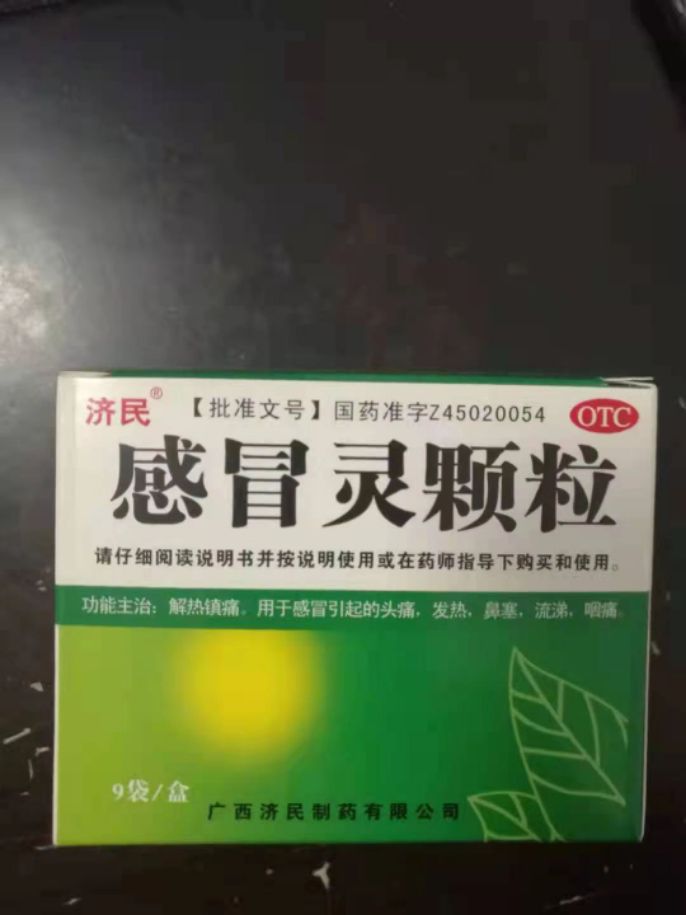 济民® 【批准文号】国药准字Z45020054 OTC
感冒灵颗粒
请仔细阅读说明书并按说明使用或在药师指导下购买和使用。
功能主治：解热镇痛。用于感冒引起的头痛，发热，鼻塞，流涕，咽痛。
9袋/盒
广西济民制药有限公司